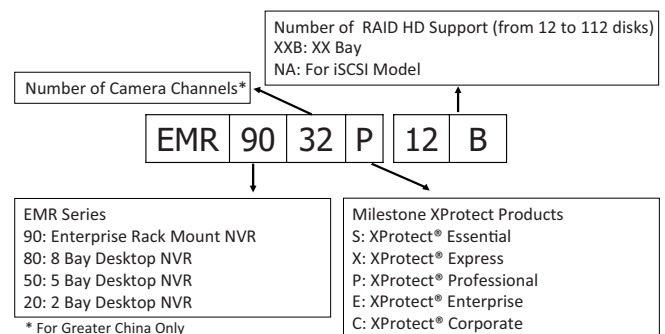 Number of RAID HD Support (from 12 to 112 disks)
XXB: XX Bay
NA: For iSCSI Model
Number of Camera Channels*
EMR 90 32 P 12 B
EMR Series
90: Enterprise Rack Mount NVR
80: 8 Bay Desktop NVR
50: 5 Bay Desktop NVR
20: 2 Bay Desktop NVR
* For Greater China Only
Milestone XProtect Products
S: XProtect® Essential
X: XProtect® Express
P: XProtect® Professional
E: XProtect® Enterprise
C: XProtect® Corporate